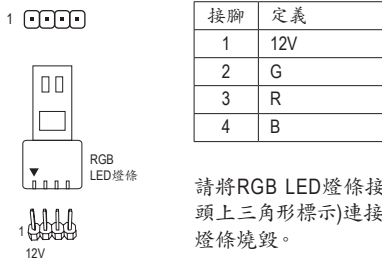 1
接腳 定義
1 12V
2 G
3 R
4 B
RGB
LED燈條
1
12V
請將RGB LED燈條接
頭上三角形標示)連接
燈條燒毀。